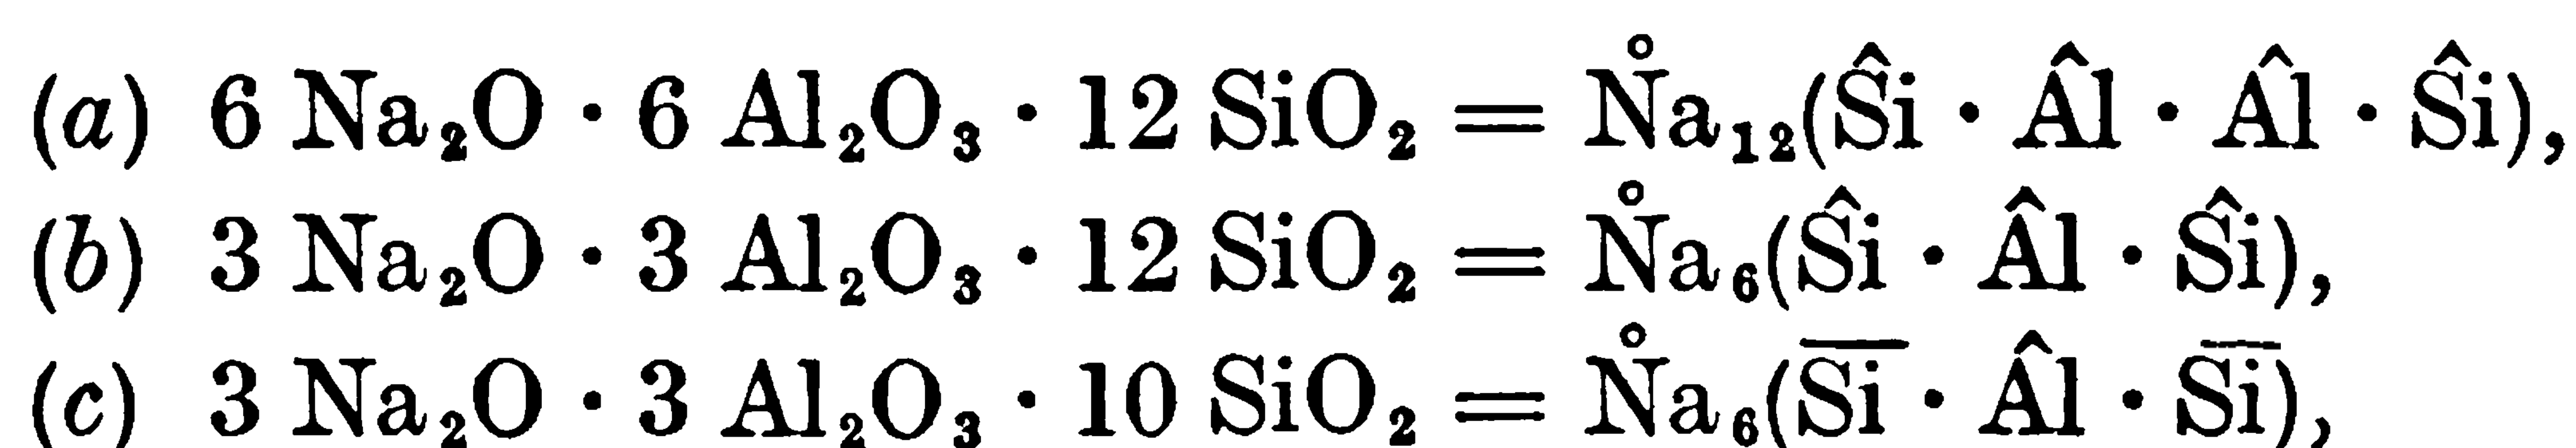 (a) 6 Na₂O · 6 Al₂O₃ · 12 SiO₂ = N̊a₁₂(Ŝi · Âl · Âl · Ŝi),
(b) 3 Na₂O · 3 Al₂O₃ · 12 SiO₂ = N̊a₆(Ŝi · Âl · Ŝi),
(c) 3 Na₂O · 3 Al₂O₃ · 10 SiO₂ = N̊a₆(S̅i̅ · Âl · S̅i̅),